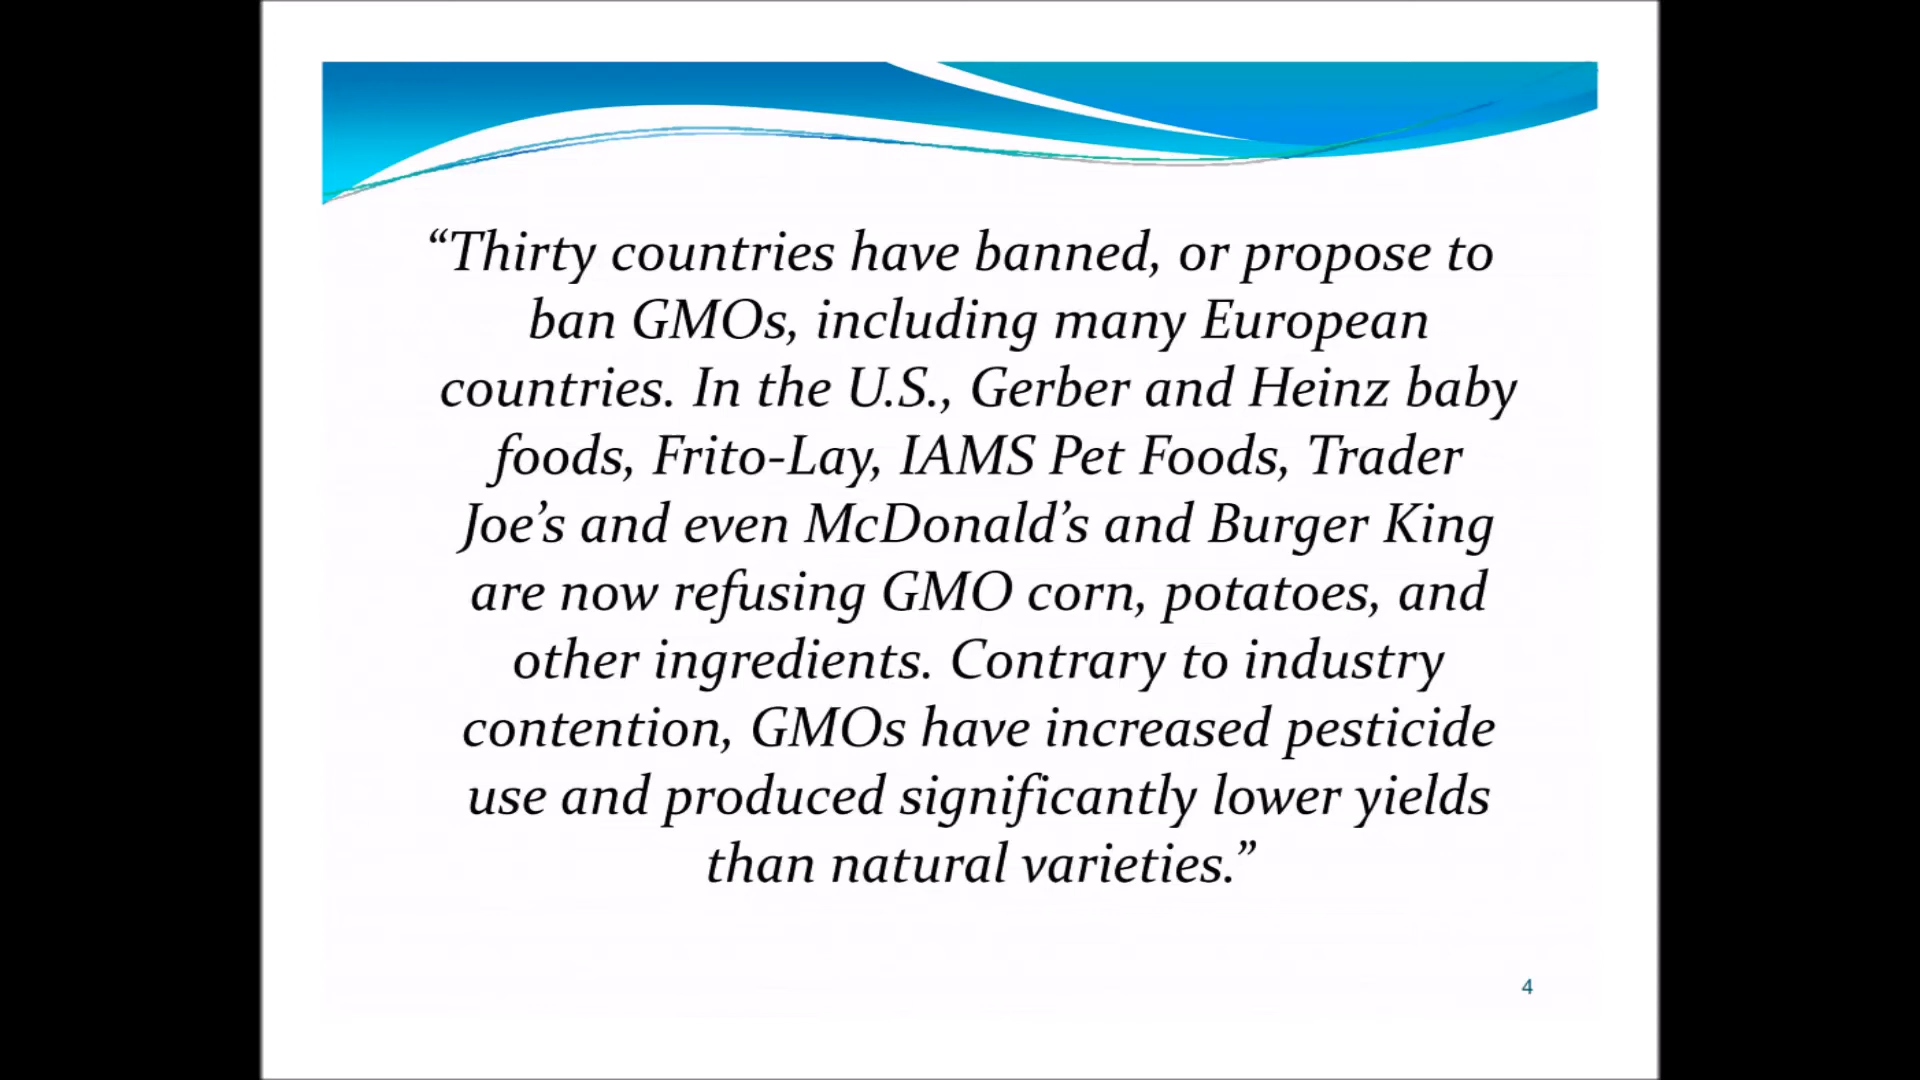 “Thirty countries have banned, or propose to
ban GMOs, including many European
countries. In the U.S., Gerber and Heinz baby
foods, Frito-Lay, IAMS Pet Foods, Trader
Joe’s and even McDonald’s and Burger King
are now refusing GMO corn, potatoes, and
other ingredients. Contrary to industry
contention, GMOs have increased pesticide
use and produced significantly lower yields
than natural varieties.”
4